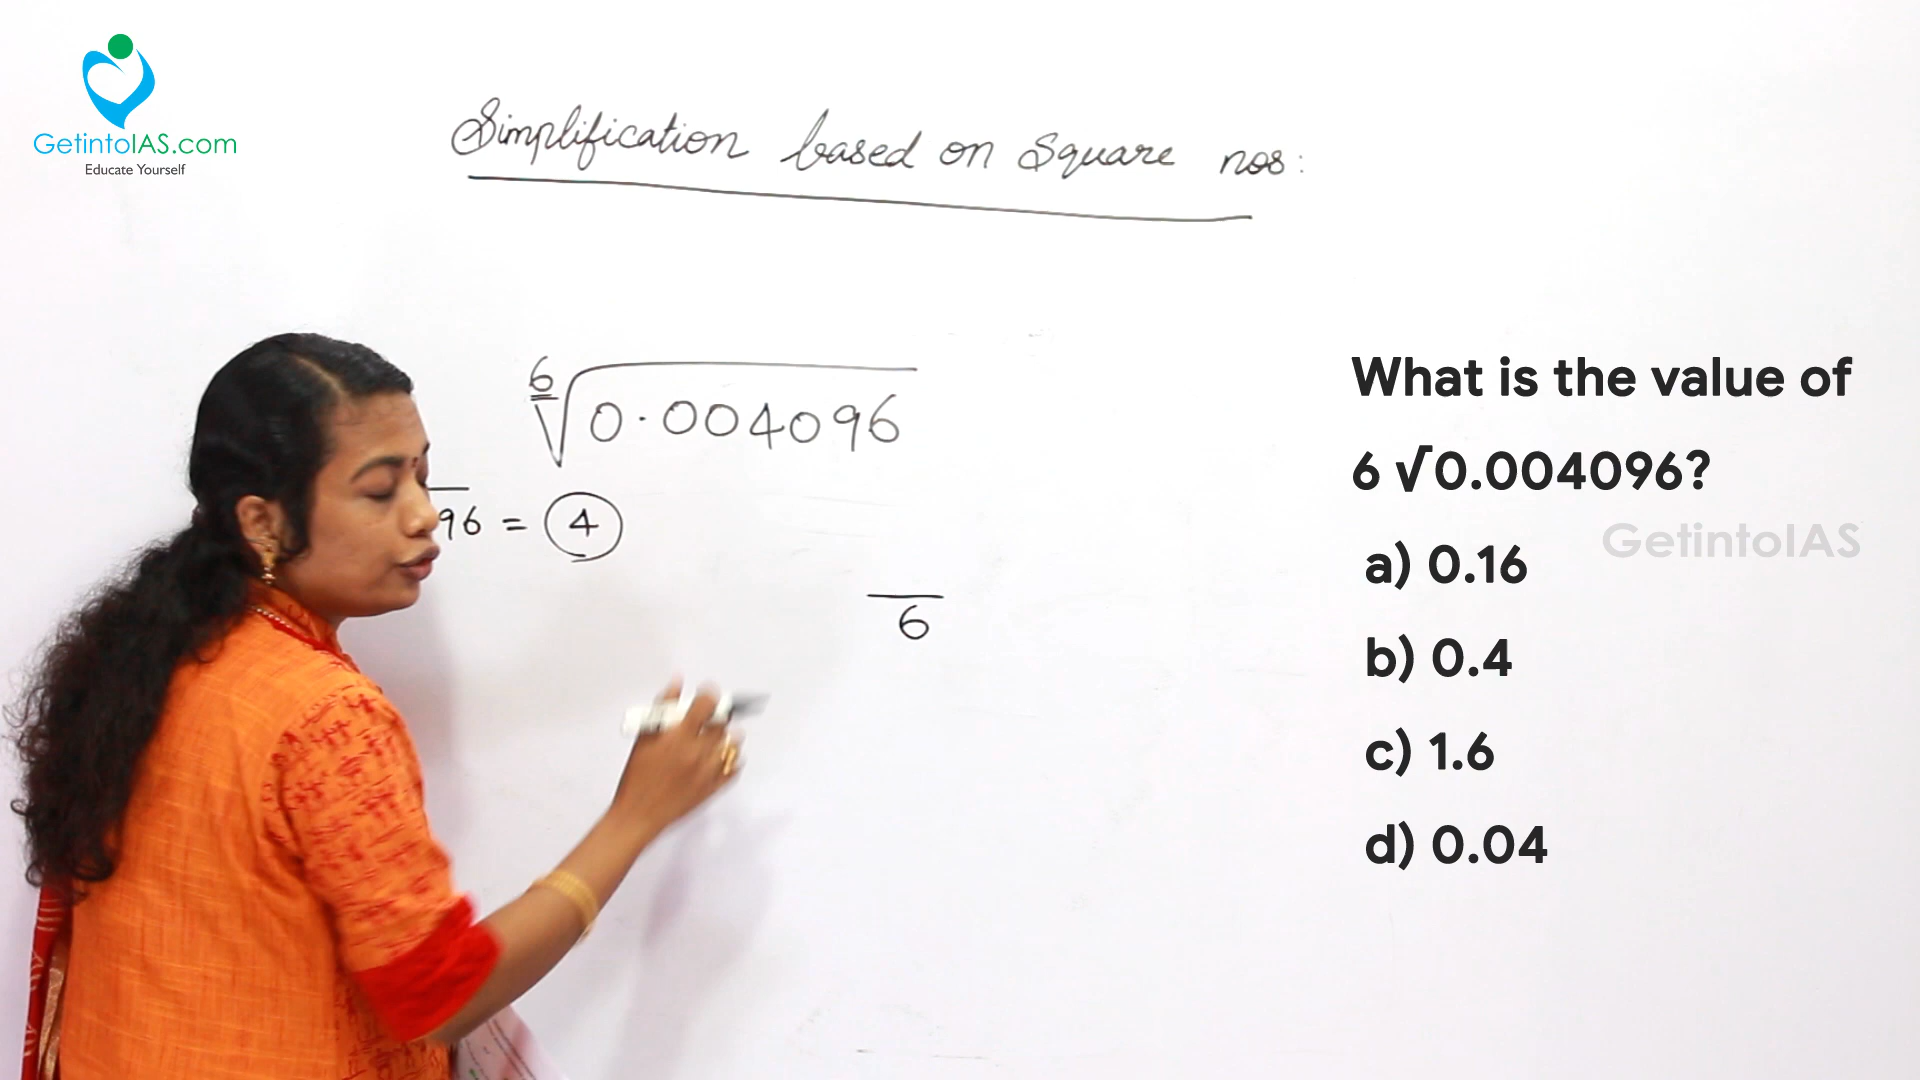 GetintoIAS.com
Educate Yourself
Simplification based on Square nos:
6√0.004096
96 = 4
6
What is the value of
6 √0.004096?
GetintoIAS
a) 0.16
b) 0.4
c) 1.6
d) 0.04